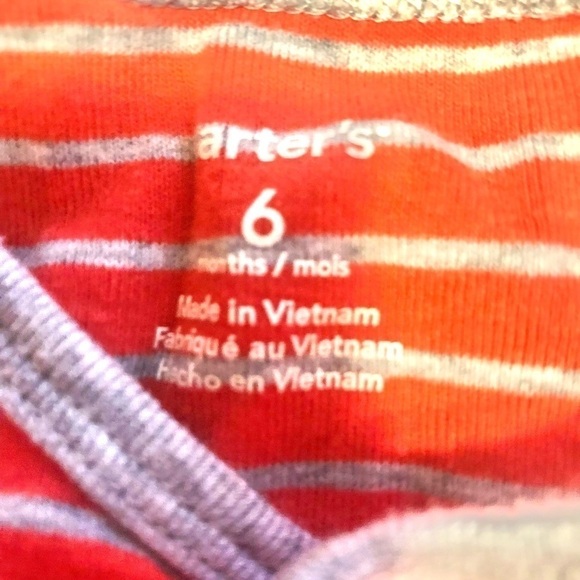 arter's
6
months / mois
Made in Vietnam
Fabriqué au Vietnam
Hecho en Vietnam